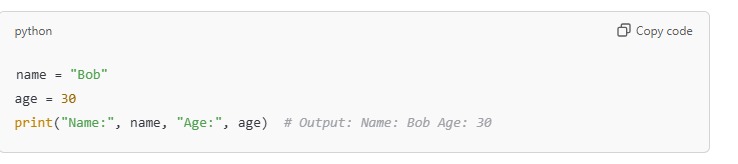 python
Copy code
name = "Bob"
age = 30
print("Name:", name, "Age:", age)  # Output: Name: Bob Age: 30